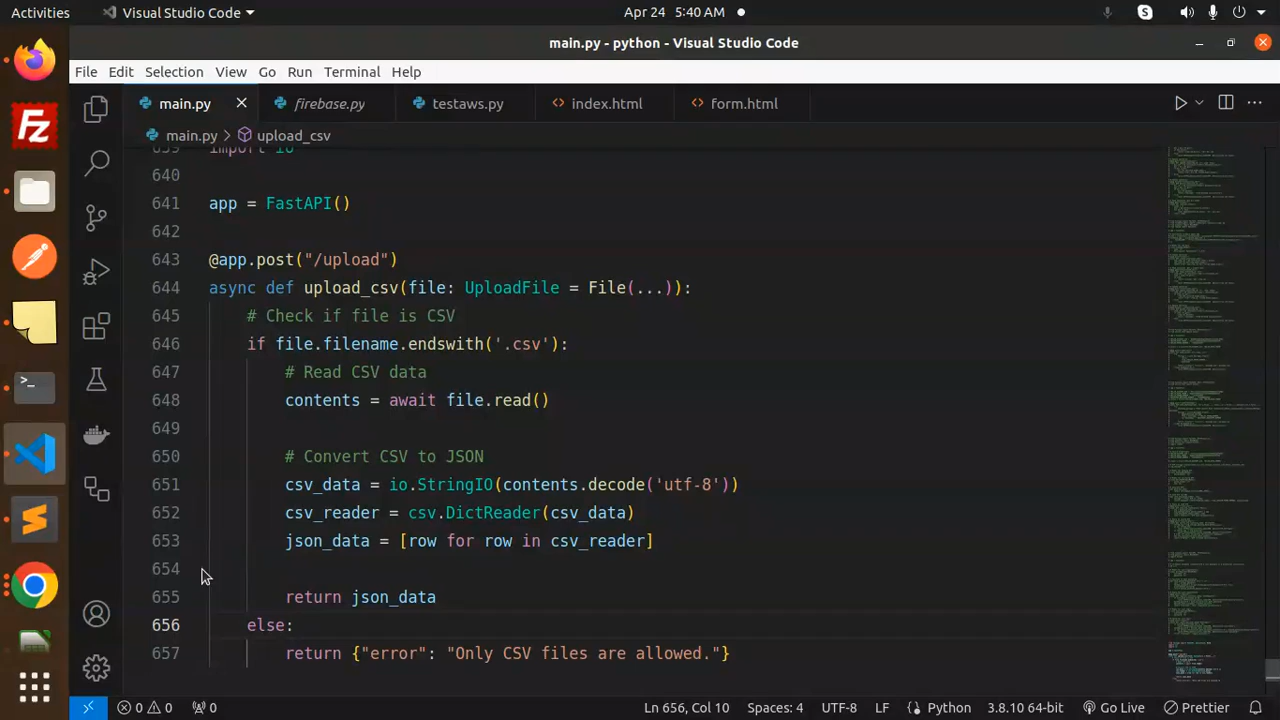 Activities Visual Studio Code Apr 24 5:40 AM
main.py - python - Visual Studio Code
File Edit Selection View Go Run Terminal Help
main.py firebase.py testaws.py index.html form.html
main.py > upload_csv
639 import io
640
641 app = FastAPI()
642
643 @app.post("/upload")
644 async def upload_csv(file: UploadFile = File(...)):
645 # Check if file is CSV
646 if file.filename.endswith('.csv'):
647 # Read CSV data
648 contents = await file.read()
649
650 # Convert CSV to JSON
651 csv_data = io.StringIO(contents.decode('utf-8'))
652 csv_reader = csv.DictReader(csv_data)
653 json_data = [row for row in csv_reader]
654
655 return json_data
656 else:
657 return {"error": "Only CSV files are allowed."}
0 0 0 Ln 656, Col 10 Spaces: 4 UTF-8 LF Python 3.8.10 64-bit Go Live Prettier